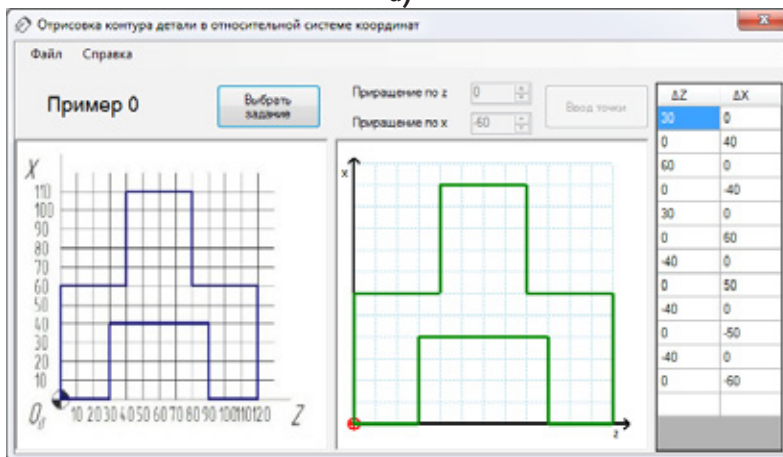 а)
Отрисовка контура детали в относительной системе координат
Файл Справка
Пример 0
Выбрать
задание
Приращение по z 0
Приращение по x -60
Ввод точки
X
110
100
90
80
70
60
50
40
30
20
10
10 20 30 40 50 60 70 80 90 100 110 120 Z
x
z
ΔZ ΔX
30 0
0 40
60 0
0 -40
30 0
0 60
-40 0
0 50
-40 0
0 -50
-40 0
0 -60